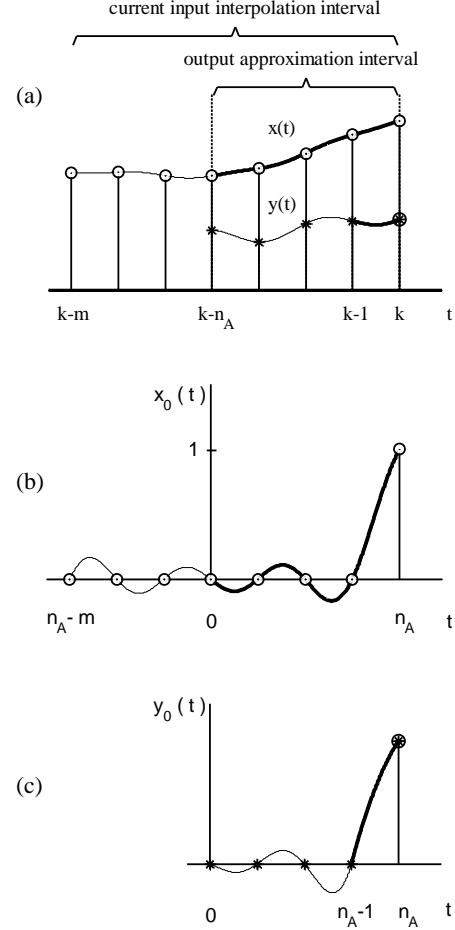 current input interpolation interval
output approximation interval
(a)
x(t)
y(t)
k-m k-n_A k-1 k t
x_0 ( t )
1
(b)
n_A- m 0 n_A t
y_0 ( t )
(c)
0 n_A-1 n_A t